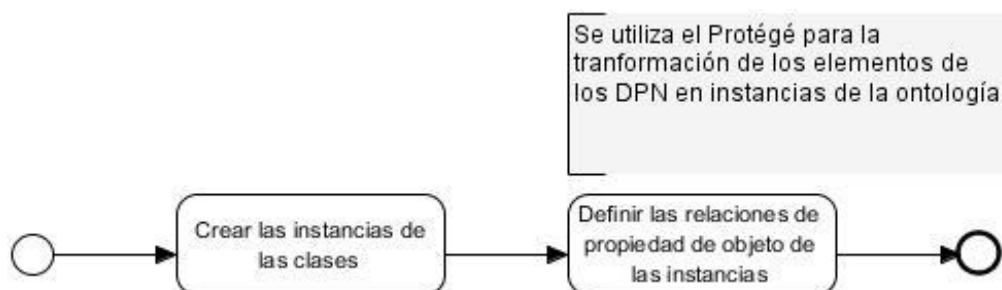 Se utiliza el Protégé para la
tranformación de los elementos de
los DPN en instancias de la ontología
Crear las instancias de
las clases
Definir las relaciones de
propiedad de objeto de
las instancias